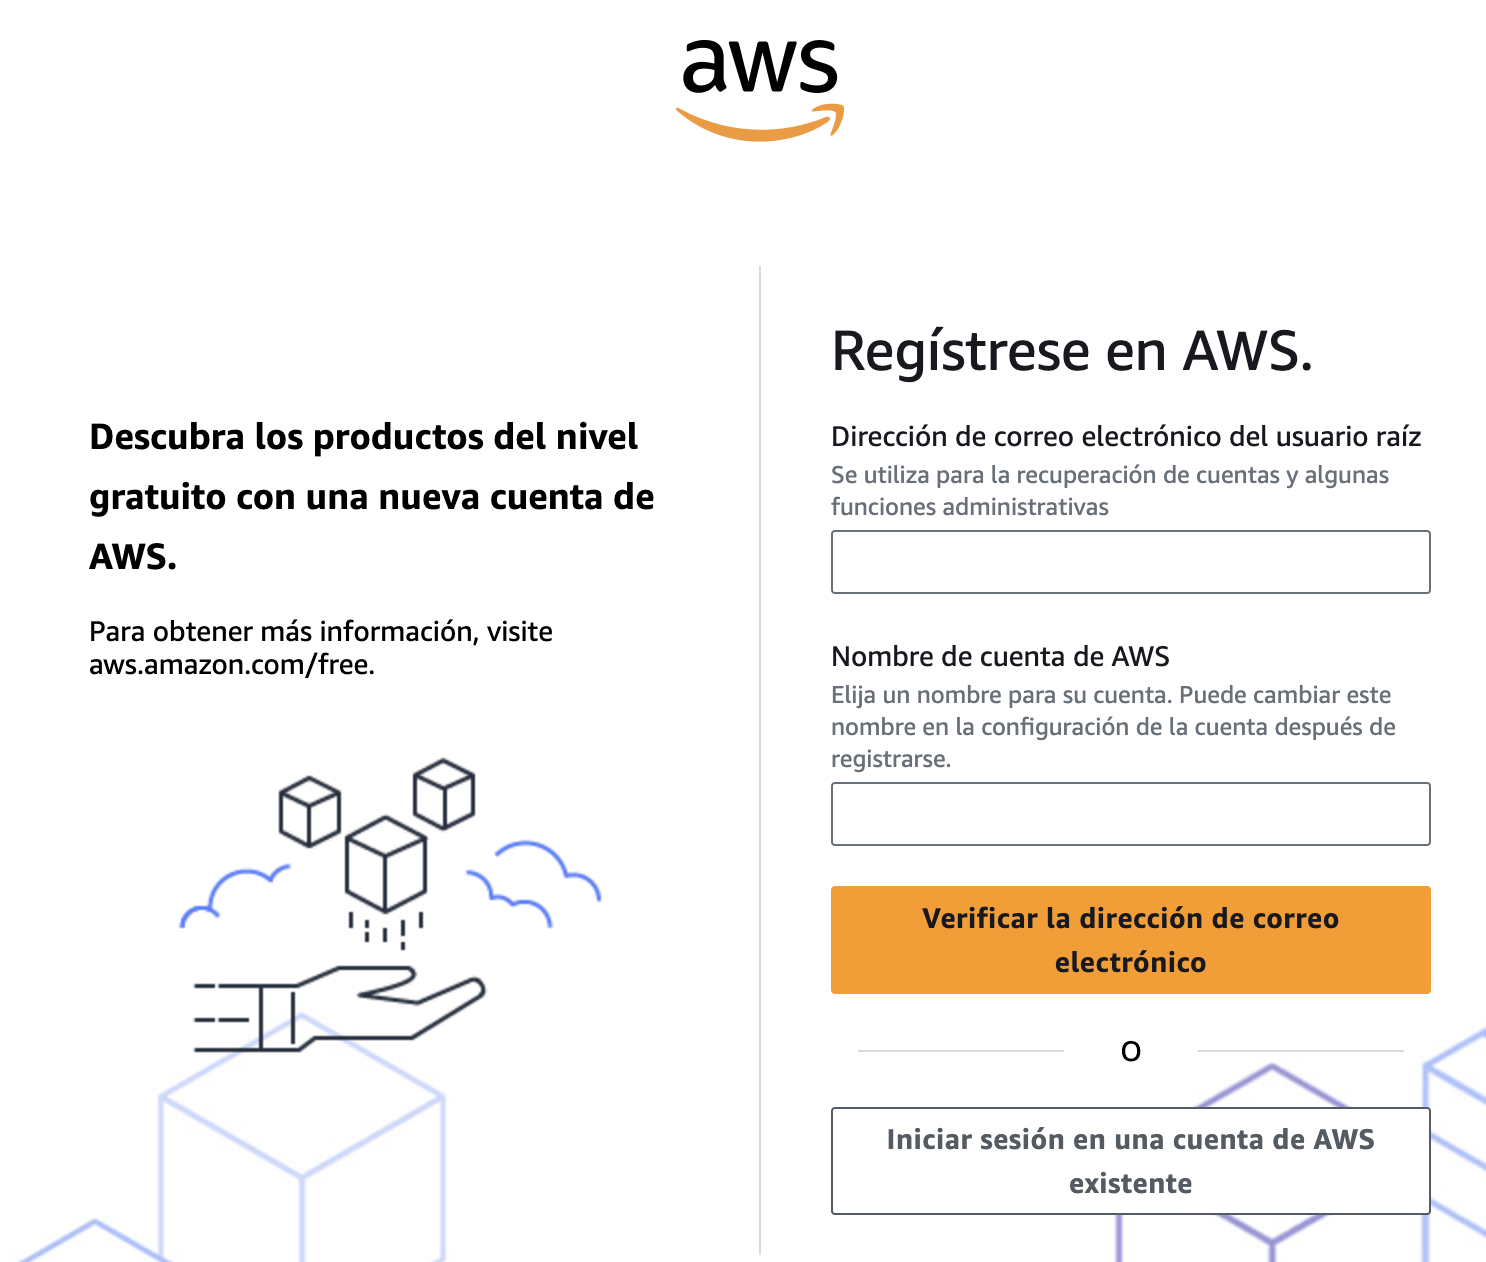 aws
Descubra los productos del nivel
gratuito con una nueva cuenta de
AWS.
Para obtener más información, visite
aws.amazon.com/free.
Regístrese en AWS.
Dirección de correo electrónico del usuario raíz
Se utiliza para la recuperación de cuentas y algunas
funciones administrativas
Nombre de cuenta de AWS
Elija un nombre para su cuenta. Puede cambiar este
nombre en la configuración de la cuenta después de
registrarse.
Verificar la dirección de correo
electrónico
O
Iniciar sesión en una cuenta de AWS
existente